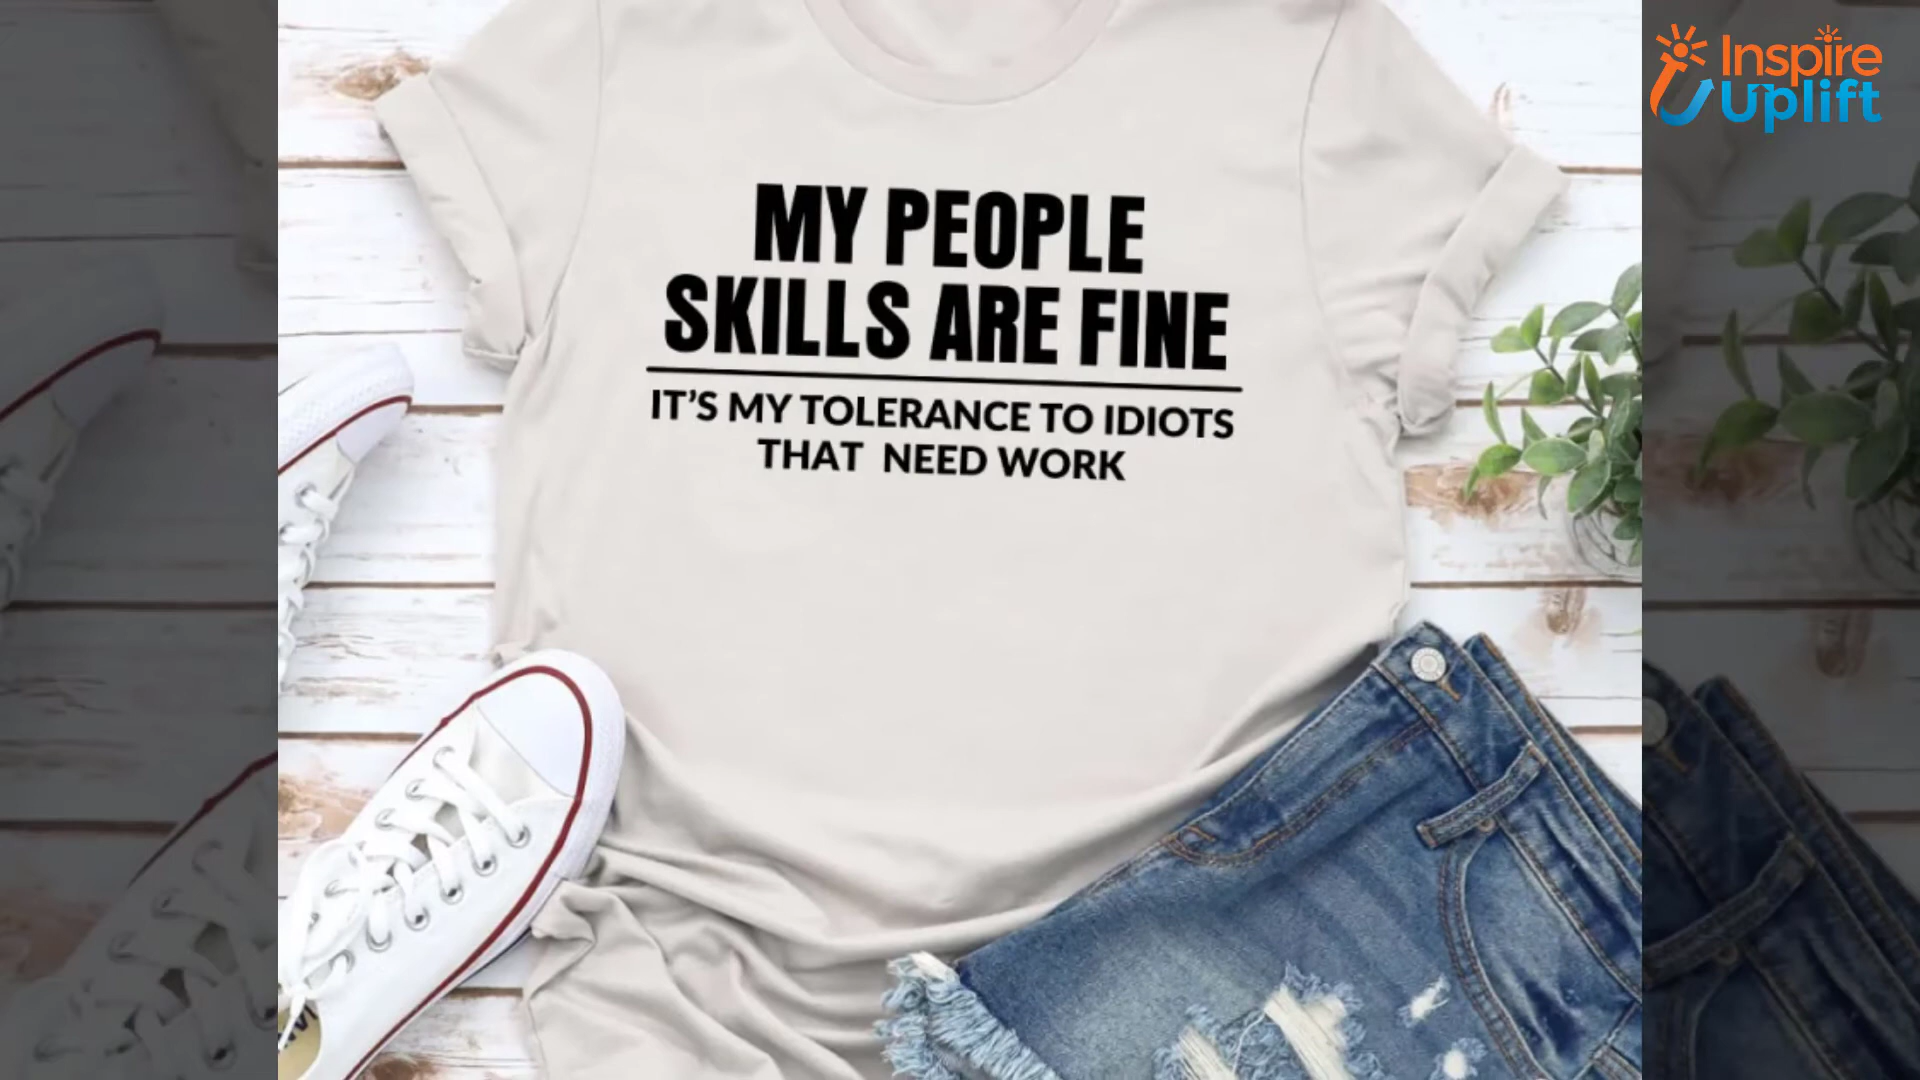 Inspire
Uplift
MY PEOPLE
SKILLS ARE FINE
IT'S MY TOLERANCE TO IDIOTS
THAT NEED WORK